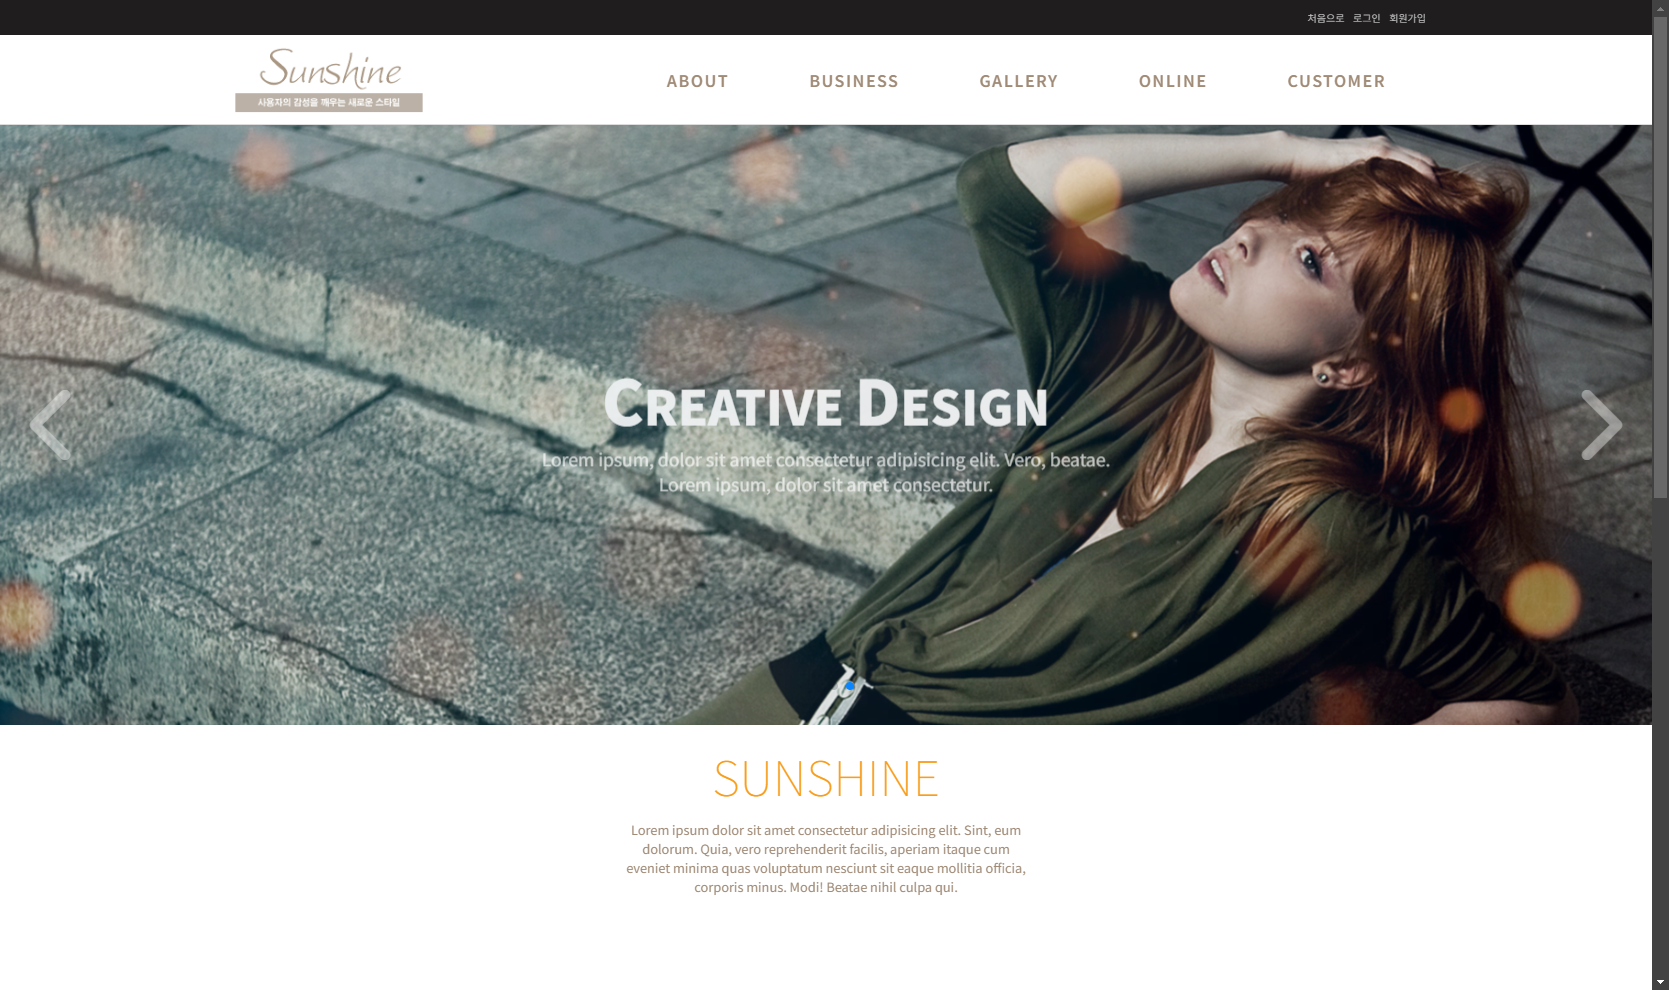 처음으로 로그인 회원가입
Sunshine
사용자의 감성을 깨우는 새로운 스타일
ABOUT BUSINESS GALLERY ONLINE CUSTOMER
CREATIVE DESIGN
Lorem ipsum, dolor sit amet consectetur adipisicing elit. Vero, beatae.
Lorem ipsum, dolor sit amet consectetur.
SUNSHINE
Lorem ipsum dolor sit amet consectetur adipisicing elit. Sint, eum
dolorum. Quia, vero reprehenderit facilis, aperiam itaque cum
eveniet minima quas voluptatum nesciunt sit eaque mollitia officia,
corporis minus. Modi! Beatae nihil culpa qui.